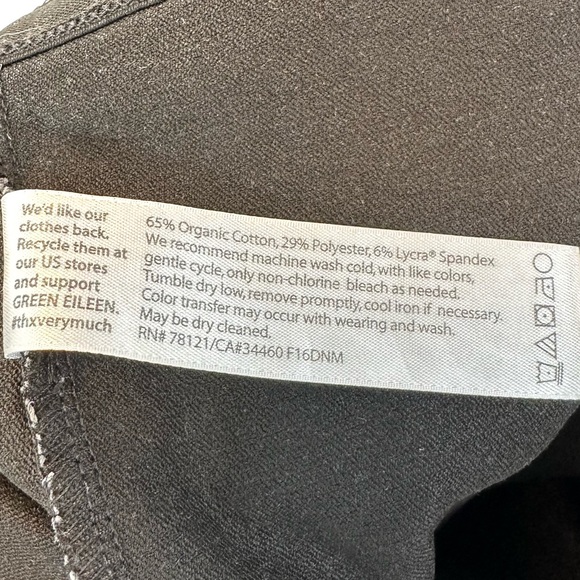 We'd like our
clothes back.
Recycle them at
our US stores
and support
GREEN EILEEN.
#thxverymuch
65% Organic Cotton, 29% Polyester, 6% Lycra® Spandex
We recommend machine wash cold, with like colors,
gentle cycle, only non-chlorine bleach as needed.
Tumble dry low, remove promptly, cool iron if necessary.
Color transfer may occur with wearing and wash.
May be dry cleaned.
RN# 78121/CA#34460 F16DNM